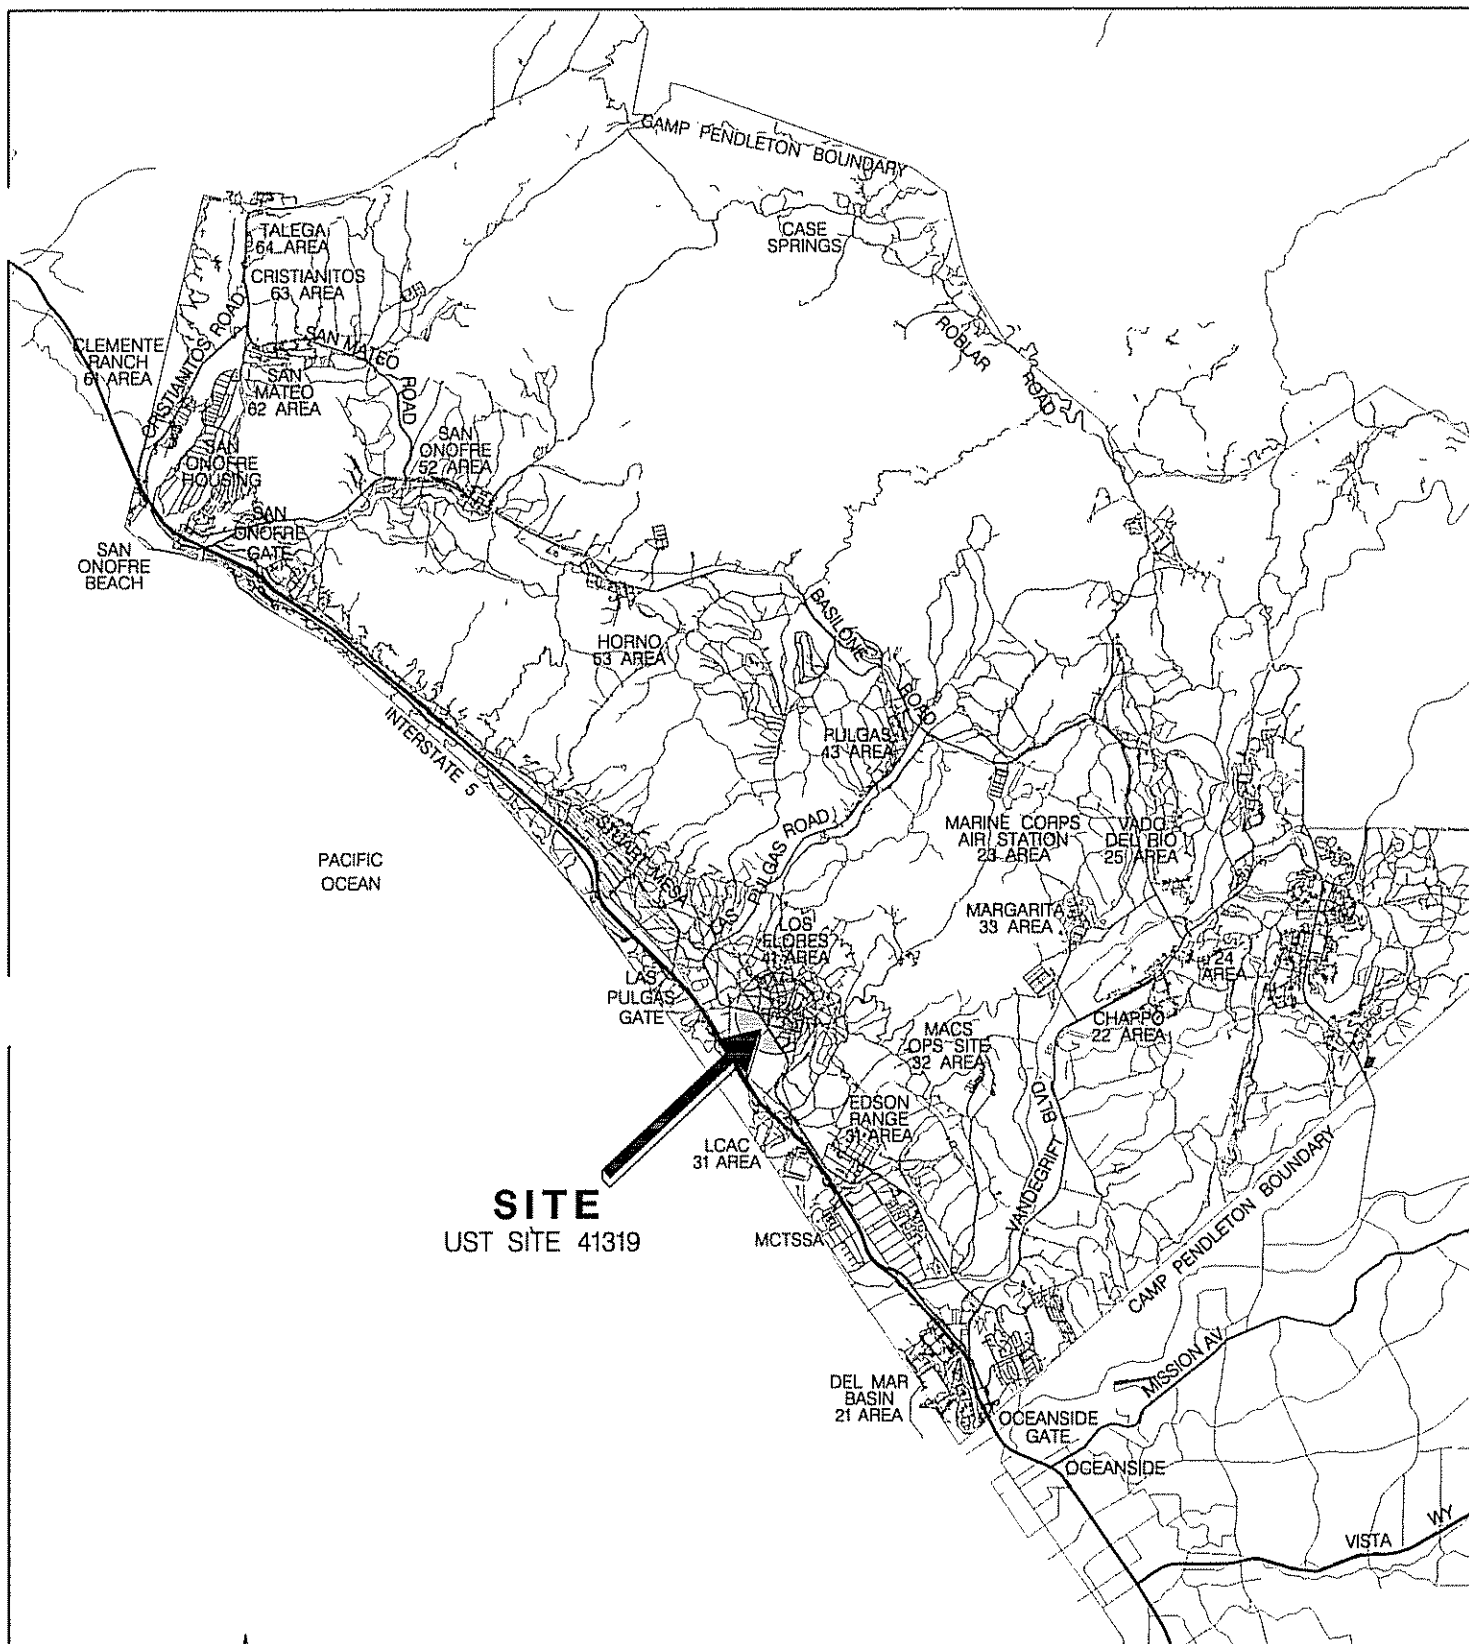 CAMP PENDLETON BOUNDARY
CASE
SPRINGS
TALEGA
64 AREA
CRISTIANITOS
63 AREA
CLEMENTE
RANCH
61 AREA
CRISTIANITOS ROAD
SAN MATEO
ROAD
SAN
MATEO
62 AREA
ROBLAR
ROAD
SAN
ONOFRE
52 AREA
SAN
ONOFRE
HOUSING
SAN
ONOFRE
GATE
SAN
ONOFRE
BEACH
BASILONE
ROAD
HORNO
53 AREA
INTERSTATE 5
PULGAS
43 AREA
STUART MESA
LAS PULGAS ROAD
MARINE CORPS
AIR STATION
23 AREA
VADO
DEL RIO
25 AREA
PACIFIC
OCEAN
MARGARITA
33 AREA
LOS
FLORES
41 AREA
24
AREA
LAS
PULGAS
GATE
CHAPPO
22 AREA
MACS
OPS SITE
32 AREA
EDSON
RANGE
31 AREA
LCAC
31 AREA
VANDEGRIFT BLVD
SITE
UST SITE 41319
MCTSSA
CAMP PENDLETON BOUNDARY
MISSION AV
DEL MAR
BASIN
21 AREA
OCEANSIDE
GATE
OCEANSIDE
VISTA WY